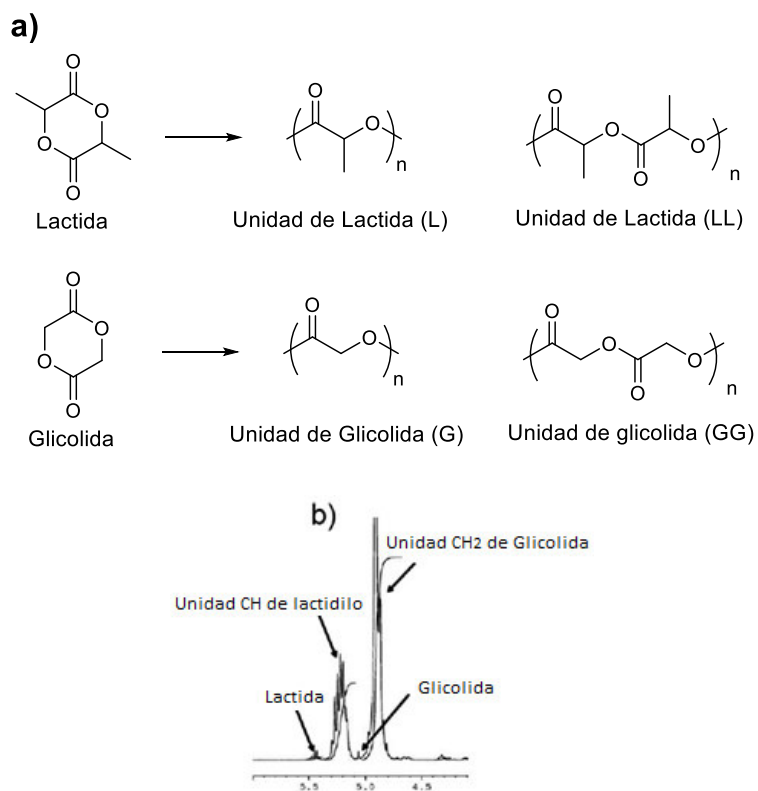 a)
O
O
O
O
Lactida
O
O
n
Unidad de Lactida (L)
O
O
O
O
n
Unidad de Lactida (LL)
O
O
O
O
Glicolida
O
O
n
Unidad de Glicolida (G)
O
O
O
O
n
Unidad de glicolida (GG)
b)
Unidad CH2 de Glicolida
Unidad CH de lactidilo
Lactida
Glicolida
5.5 5.0 4.5